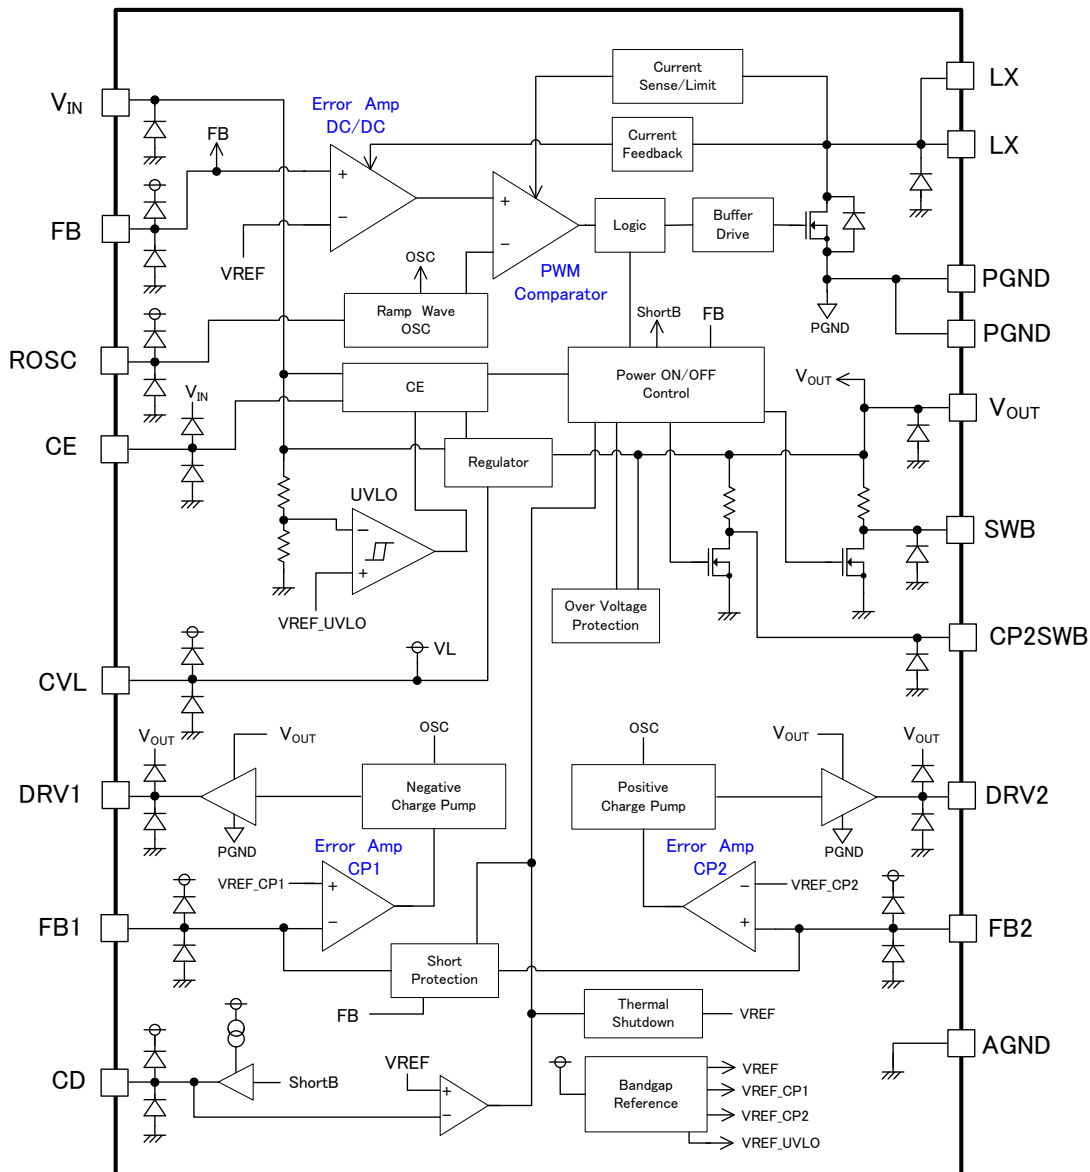 Current
Sense/Limit
LX
VIN
Error Amp
DC/DC
FB
Current
Feedback
LX
+
−
FB
VREF
+
−
Logic
Buffer
Drive
OSC
PWM
Comparator
PGND
Ramp Wave
OSC
ShortB
FB
PGND
PGND
ROSC
VIN
CE
Power ON/OFF
Control
VOUT
VOUT
CE
Regulator
UVLO
−
+
SWB
VREF_UVLO
Over Voltage
Protection
CP2SWB
VL
CVL
OSC
OSC
VOUT
VOUT
VOUT
VOUT
DRV1
Negative
Charge Pump
Positive
Charge Pump
DRV2
PGND
PGND
Error Amp
CP1
Error Amp
CP2
VREF_CP1
+
−
−
+
VREF_CP2
FB1
FB2
Short
Protection
FB
Thermal
Shutdown
VREF
AGND
CD
ShortB
VREF
+
−
Bandgap
Reference
VREF
VREF_CP1
VREF_CP2
VREF_UVLO